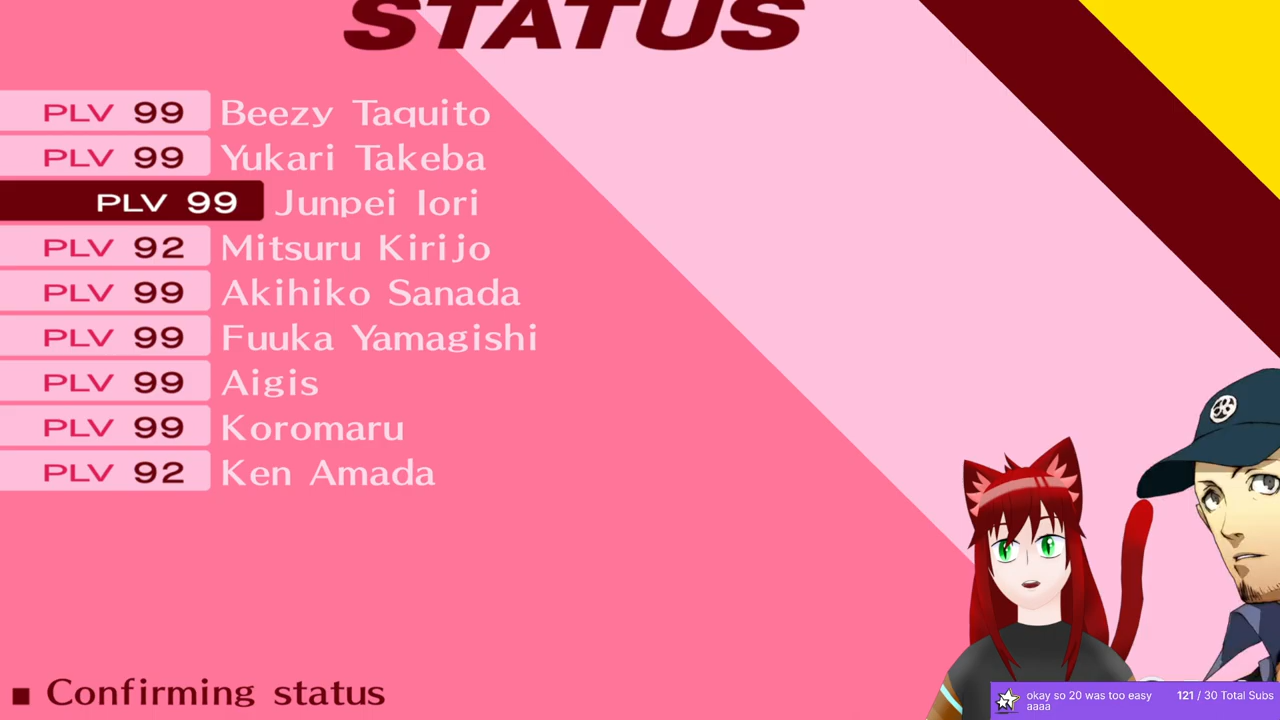 STATUS
PLV 99 Beezy Taquito
PLV 99 Yukari Takeba
PLV 99 Junpei Iori
PLV 92 Mitsuru Kirijo
PLV 99 Akihiko Sanada
PLV 99 Fuuka Yamagishi
PLV 99 Aigis
PLV 99 Koromaru
PLV 92 Ken Amada
■ Confirming status
okay so 20 was too easy 121 / 30 Total Subs
aaaa